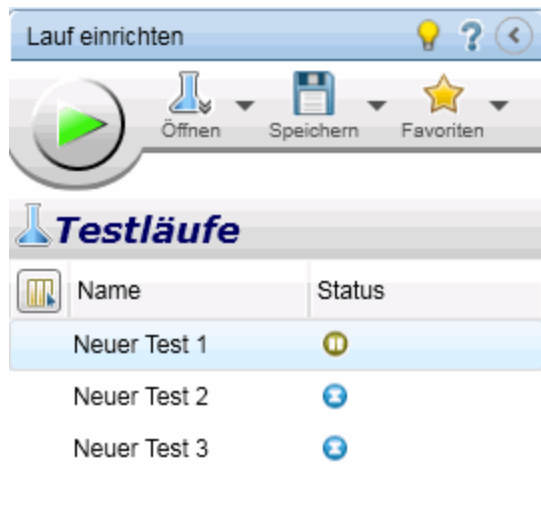 Lauf einrichten
Öffnen Speichern Favoriten
Testläufe
Name Status
Neuer Test 1
Neuer Test 2
Neuer Test 3